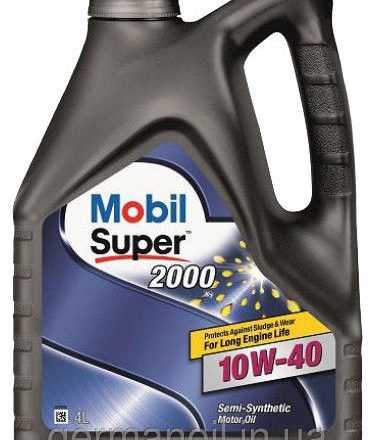 Mobil
Super™
2000
X1
Protects Against Sludge & Wear
For Long Engine Life
10W-40
Semi-Synthetic
Motor Oil
4L
germanoil.in.ua